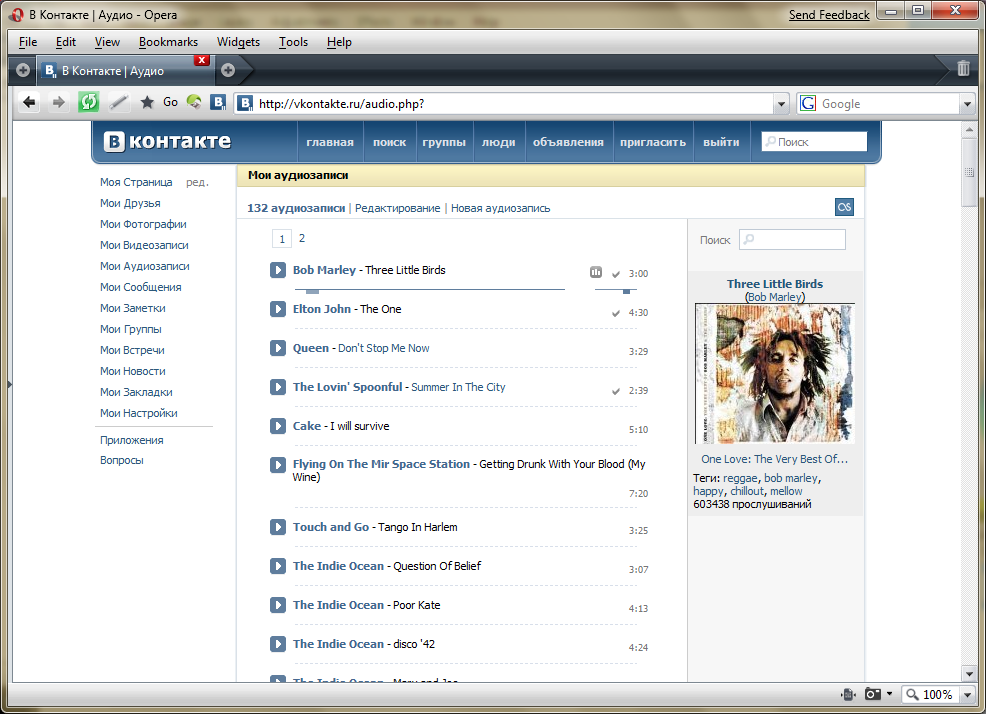 В Контакте | Аудио - Opera
Send Feedback
File Edit View Bookmarks Widgets Tools Help
В Контакте | Аудио
Go http://vkontakte.ru/audio.php? Google
В контакте главная поиск группы люди объявления пригласить выйти Поиск
Моя Страница ред.
Мои Друзья
Мои Фотографии
Мои Видеозаписи
Мои Аудиозаписи
Мои Сообщения
Мои Заметки
Мои Группы
Мои Встречи
Мои Новости
Мои Закладки
Мои Настройки
Приложения
Вопросы
Мои аудиозаписи
132 аудиозаписи | Редактирование | Новая аудиозапись
1 2
Bob Marley - Three Little Birds 3:00
Elton John - The One 4:30
Queen - Don't Stop Me Now 3:29
The Lovin' Spoonful - Summer In The City 2:39
Cake - I will survive 5:10
Flying On The Mir Space Station - Getting Drunk With Your Blood (My
Wine)
7:20
Touch and Go - Tango In Harlem 3:25
The Indie Ocean - Question Of Belief 3:07
The Indie Ocean - Poor Kate 4:13
The Indie Ocean - disco '42 4:24
The Indie Ocean - Mary and Joe
Поиск
Three Little Birds
(Bob Marley)
One Love: The Very Best Of...
Теги: reggae, bob marley,
happy, chillout, mellow
603438 прослушиваний
100%